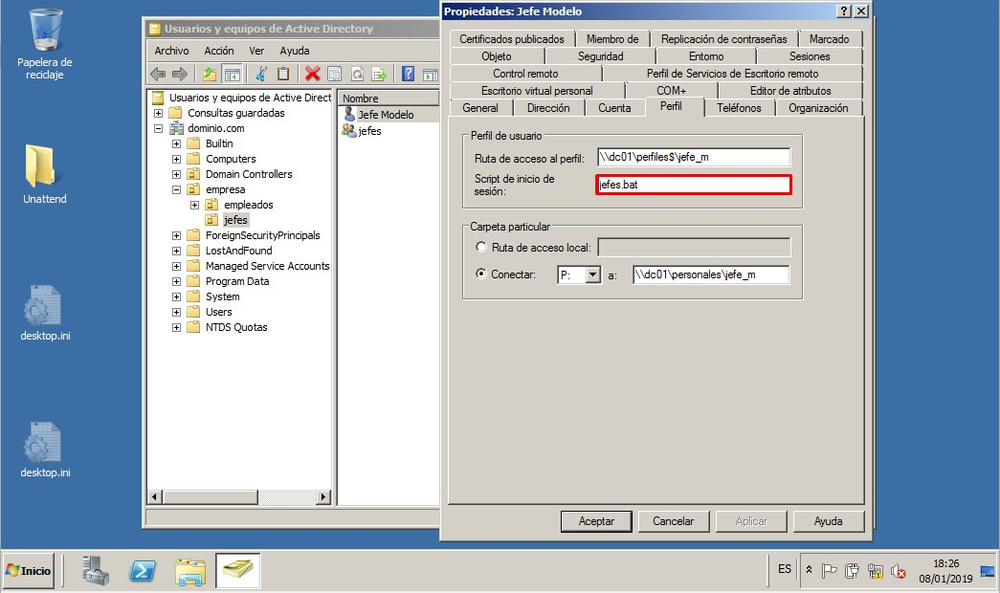 Papelera de
reciclaje
Unattend
desktop.ini
desktop.ini
Usuarios y equipos de Active Directory
Archivo Acción Ver Ayuda
Usuarios y equipos de Active Direct
Consultas guardadas
dominio.com
Builtin
Computers
Domain Controllers
empresa
empleados
jefes
ForeignSecurityPrincipals
LostAndFound
Managed Service Accounts
Program Data
System
Users
NTDS Quotas
Nombre
Jefe Modelo
jefes
Propiedades: Jefe Modelo
Certificados publicados Miembro de Replicación de contraseñas Marcado
Objeto Seguridad Entorno Sesiones
Control remoto Perfil de Servicios de Escritorio remoto
Escritorio virtual personal COM+ Editor de atributos
General Dirección Cuenta Perfil Teléfonos Organización
Perfil de usuario
Ruta de acceso al perfil: \\dc01\perfiles$\jefe_m
Script de inicio de
sesión: jefes.bat
Carpeta particular
Ruta de acceso local:
Conectar: P: a: \\dc01\personales\jefe_m
Aceptar Cancelar Aplicar Ayuda
Inicio
ES
18:26
08/01/2019